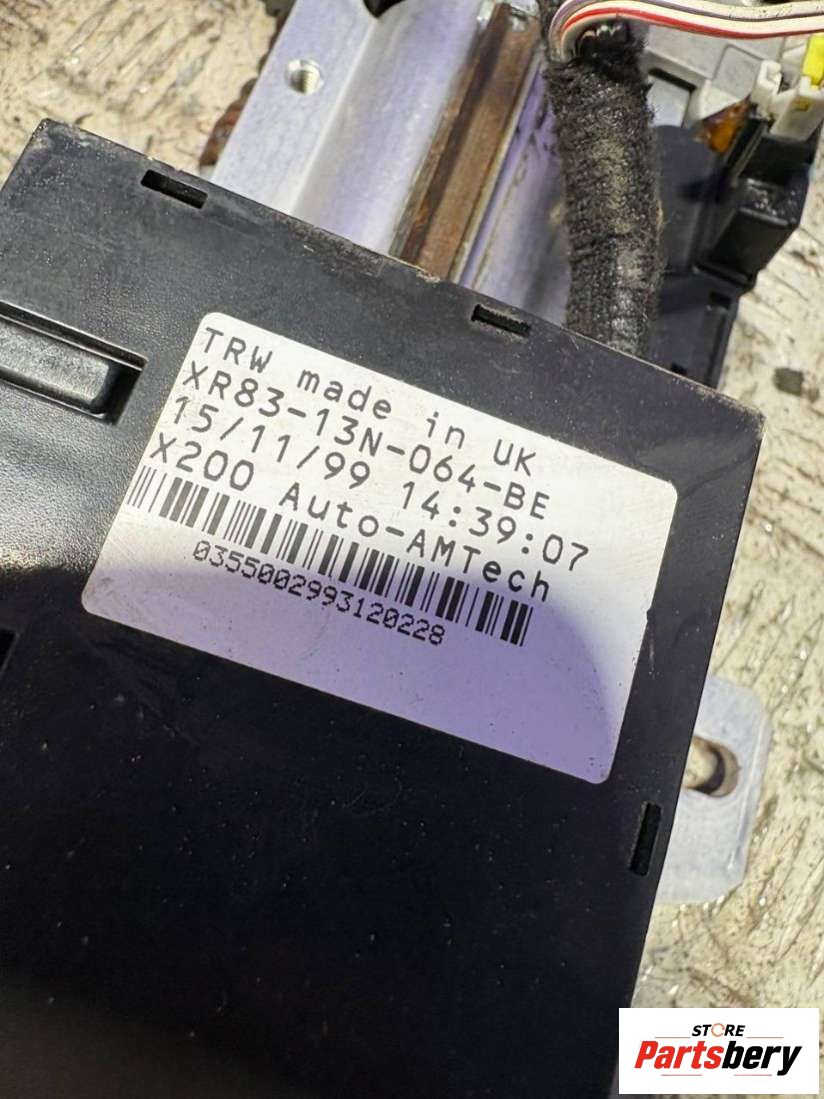 TRW made in UK
XR83-13N-064-BE
15/11/99 14:39:07
X200 Auto-AMTech
0355002993120228
STORE
Partsbery